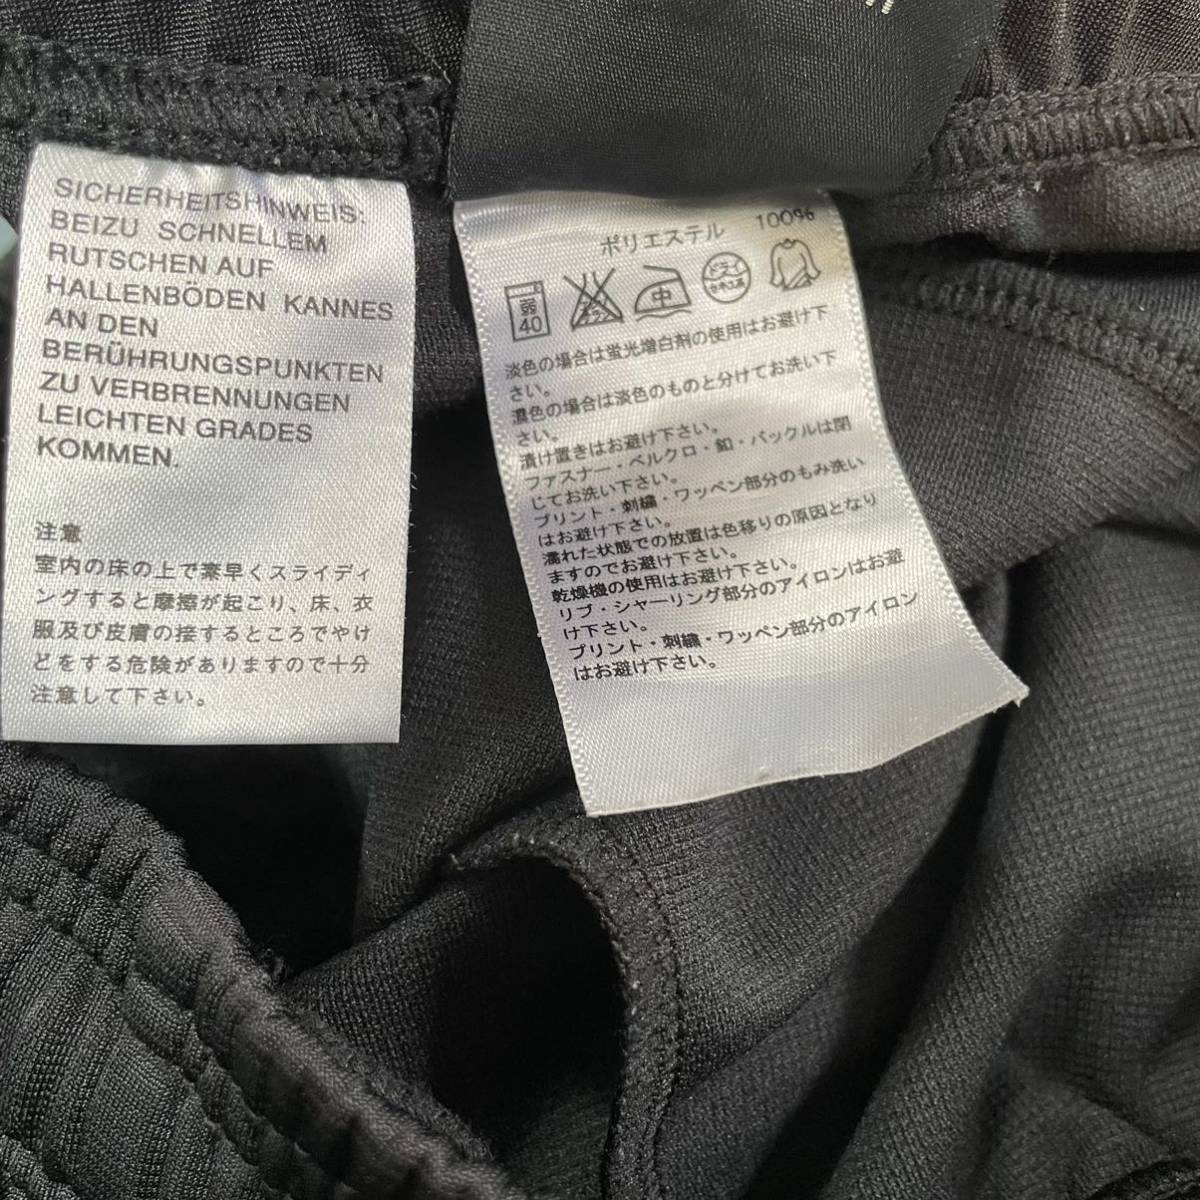 SICHERHEITSHINWEIS:
BEIZU SCHNELLEM
RUTSCHEN AUF
HALLENBÖDEN KANNES
AN DEN
BERÜHRUNGSPUNKTEN
ZU VERBRENNUNGEN
LEICHTEN GRADES
KOMMEN.
注意
室内の床の上で素早くスライディ
ングすると摩擦が起こり、床、衣
服及び皮膚の接するところでやけ
どをする危険がありますので十分
注意して下さい。
ポリエステル 100%
弱
40
中
ドライ
淡色の場合は蛍光増白剤の使用はお避け下
さい。
濃色の場合は淡色のものと分けてお洗い下
さい。
漬け置きはお避け下さい。
ファスナー・ベルクロ・釦・バックルは閉
じてお洗い下さい。
プリント・刺繍・ワッペン部分のもみ洗い
はお避け下さい。
濡れた状態での放置は色移りの原因となり
ますのでお避け下さい。
乾燥機の使用はお避け下さい。
リブ・シャーリング部分のアイロンはお避
け下さい。
プリント・刺繍・ワッペン部分のアイロン
はお避け下さい。